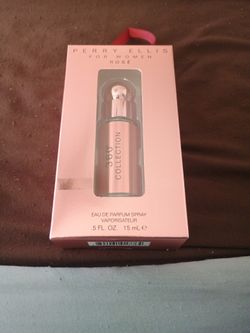 PERRY ELLIS
FOR WOMEN
ROSÉ
360
COLLECTION
EAU DE PARFUM SPRAY
VAPORISATEUR
.5 FL. OZ 15 mL ℮